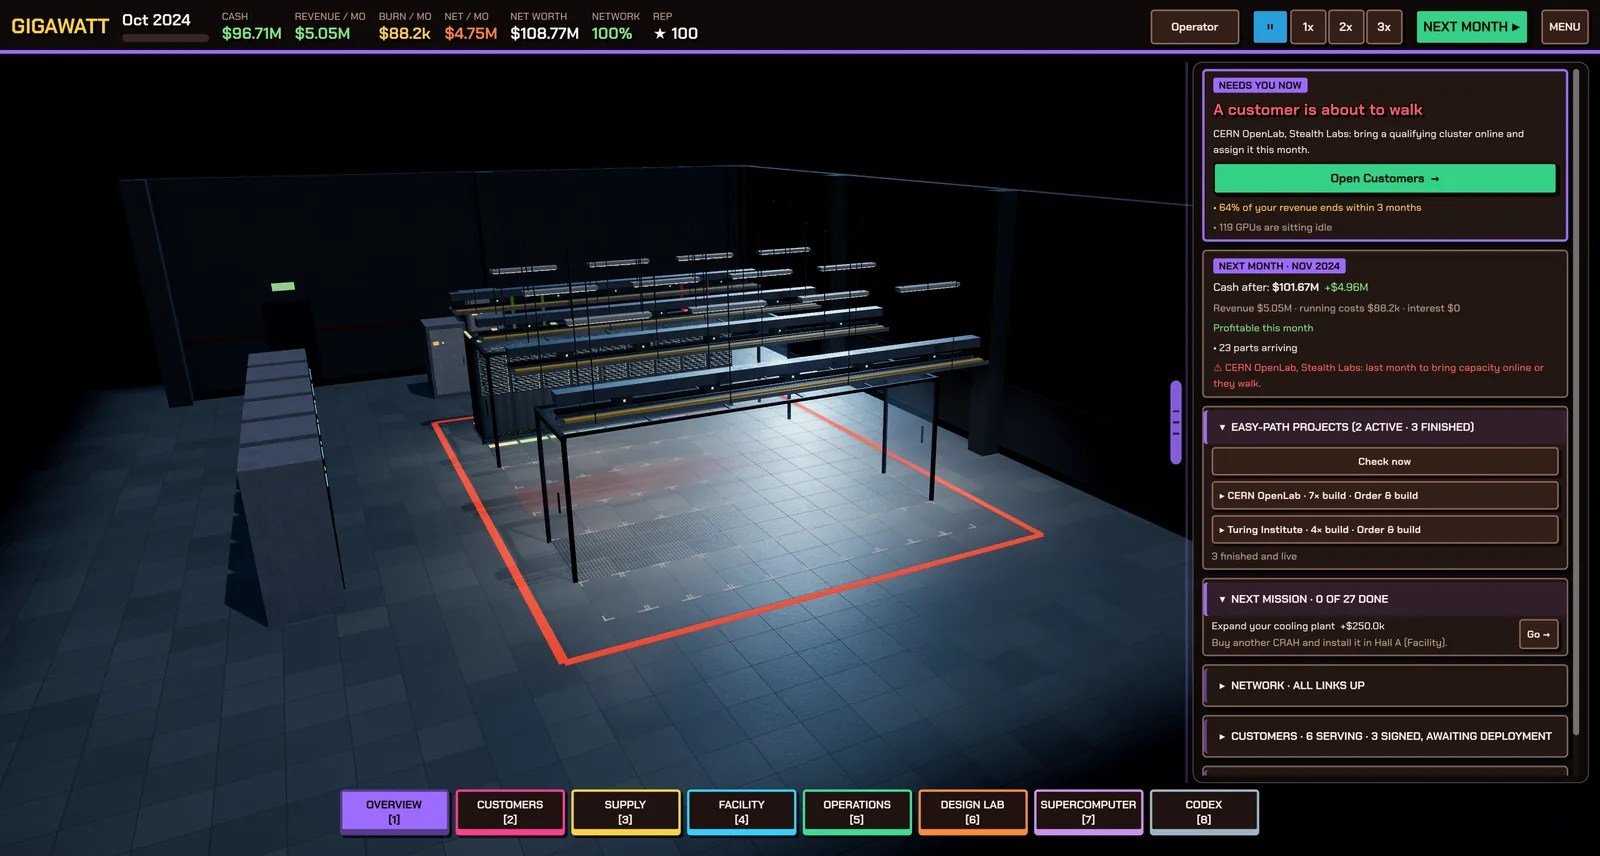 GIGAWATT
Oct 2024
CASH
$96.71M
REVENUE / MO
$5.05M
BURN / MO
$88.2k
NET / MO
$4.75M
NET WORTH
$108.77M
NETWORK
100%
REP
★ 100
Operator
1x
2x
3x
NEXT MONTH ▸
MENU
NEEDS YOU NOW
A customer is about to walk
CERN OpenLab, Stealth Labs: bring a qualifying cluster online and
assign it this month.
Open Customers →
• 64% of your revenue ends within 3 months
• 119 GPUs are sitting idle
NEXT MONTH · NOV 2024
Cash after: $101.67M +$4.96M
Revenue $5.05M · running costs $88.2k · interest $0
Profitable this month
• 23 parts arriving
⚠ CERN OpenLab, Stealth Labs: last month to bring capacity online or
they walk.
▾ EASY-PATH PROJECTS (2 ACTIVE · 3 FINISHED)
Check now
▸ CERN OpenLab · 7× build · Order & build
▸ Turing Institute · 4× build · Order & build
3 finished and live
▾ NEXT MISSION · 0 OF 27 DONE
Expand your cooling plant +$250.0k
Buy another CRAH and install it in Hall A (Facility).
Go →
▸ NETWORK · ALL LINKS UP
▸ CUSTOMERS · 6 SERVING · 3 SIGNED, AWAITING DEPLOYMENT
OVERVIEW
[1]
CUSTOMERS
[2]
SUPPLY
[3]
FACILITY
[4]
OPERATIONS
[5]
DESIGN LAB
[6]
SUPERCOMPUTER
[7]
CODEX
[8]